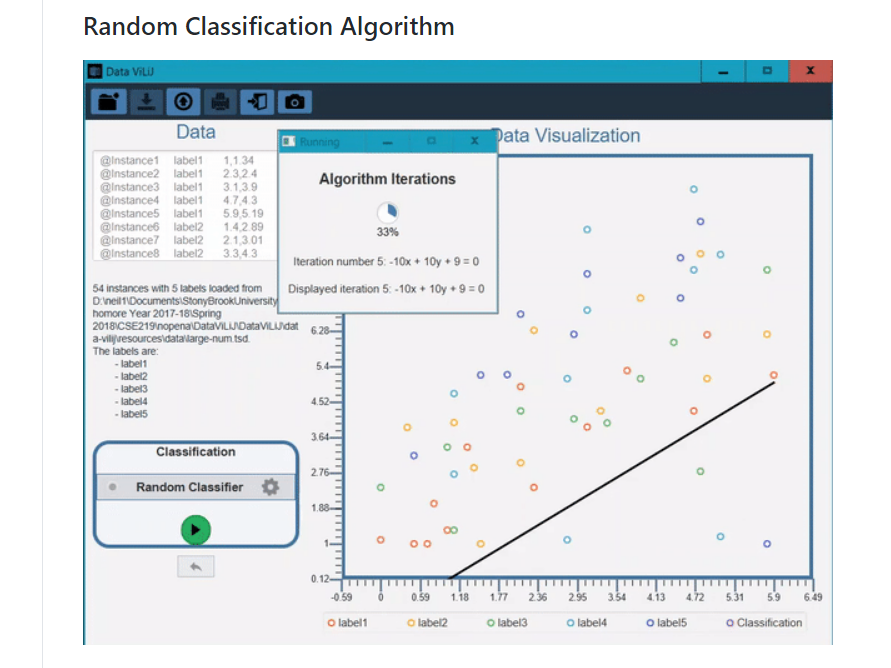 Random Classification Algorithm
Data ViLiJ
Data
Data Visualization
@Instance1 label1 1,1.34
@Instance2 label1 2.3,2.4
@Instance3 label1 3.1,3.9
@Instance4 label1 4.7,4.3
@Instance5 label1 5.9,5.19
@Instance6 label2 1.4,2.89
@Instance7 label2 2.1,3.01
@Instance8 label2 3.3,4.3
54 instances with 5 labels loaded from
D:\neil1\Documents\StonyBrookUniversity
homore Year 2017-18\Spring
2018\CSE219\nopena\DataViLiJ\DataViLiJ\dat
a-vilij\resources\data\large-num.tsd.
The labels are:
- label1
- label2
- label3
- label4
- label5
Classification
Random Classifier
Running
X
Algorithm Iterations
33%
Iteration number 5: -10x + 10y + 9 = 0
Displayed iteration 5: -10x + 10y + 9 = 0
X
6.28
5.4
4.52
3.64
2.76
1.88
1
0.12
-0.59 0 0.59 1.18 1.77 2.36 2.95 3.54 4.13 4.72 5.31 5.9 6.49
label1 label2 label3 label4 label5 Classification